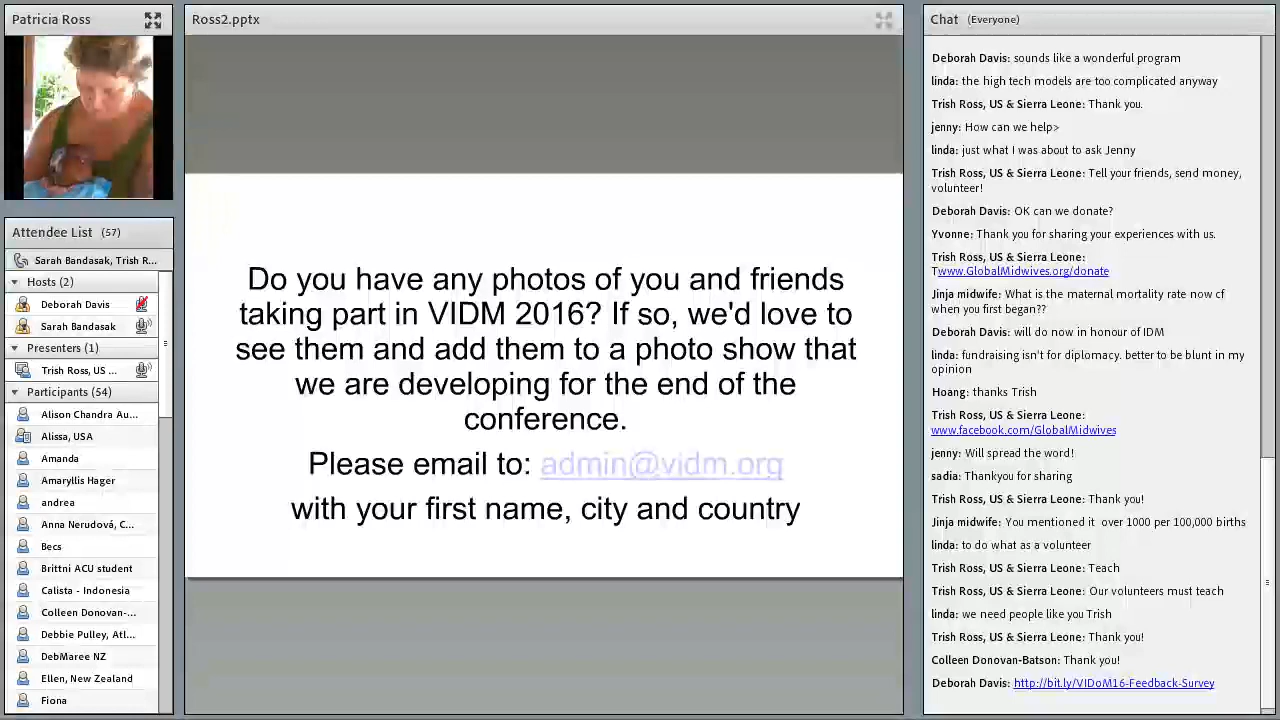 Patricia Ross
Attendee List (57)
Sarah Bandasak, Trish R...
Hosts (2)
Deborah Davis
Sarah Bandasak
Presenters (1)
Trish Ross, US ...
Participants (54)
Alison Chandra Au...
Alissa, USA
Amanda
Amaryllis Hager
andrea
Anna Nerudová, C...
Becs
Brittni ACU student
Calista - Indonesia
Colleen Donovan-...
Debbie Pulley, Atl...
DebMaree NZ
Ellen, New Zealand
Fiona
Ross2.pptx
Do you have any photos of you and friends
taking part in VIDM 2016? If so, we'd love to
see them and add them to a photo show that
we are developing for the end of the
conference.
Please email to: admin@vidm.org
with your first name, city and country
Chat (Everyone)
Deborah Davis: sounds like a wonderful program
linda: the high tech models are too complicated anyway
Trish Ross, US & Sierra Leone: Thank you.
jenny: How can we help>
linda: just what I was about to ask Jenny
Trish Ross, US & Sierra Leone: Tell your friends, send money,
volunteer!
Deborah Davis: OK can we donate?
Yvonne: Thank you for sharing your experiences with us.
Trish Ross, US & Sierra Leone:
Twww.GlobalMidwives.org/donate
Jinja midwife: What is the maternal mortality rate now cf
when you first began??
Deborah Davis: will do now in honour of IDM
linda: fundraising isn't for diplomacy. better to be blunt in my
opinion
Hoang: thanks Trish
Trish Ross, US & Sierra Leone:
www.facebook.com/GlobalMidwives
jenny: Will spread the word!
sadia: Thankyou for sharing
Trish Ross, US & Sierra Leone: Thank you!
Jinja midwife: You mentioned it over 1000 per 100,000 births
linda: to do what as a volunteer
Trish Ross, US & Sierra Leone: Teach
Trish Ross, US & Sierra Leone: Our volunteers must teach
linda: we need people like you Trish
Trish Ross, US & Sierra Leone: Thank you!
Colleen Donovan-Batson: Thank you!
Deborah Davis: http://bit.ly/VIDoM16-Feedback-Survey